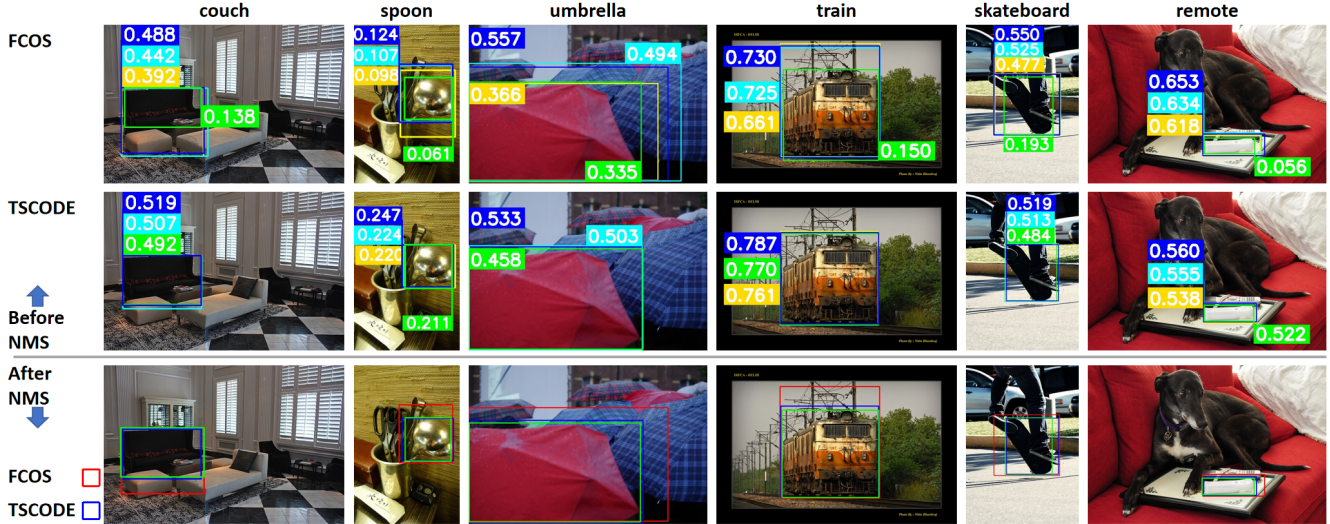 couch spoon umbrella train skateboard remote
FCOS
0.488 0.124 0.557 0.494 0.730 0.550 0.653
0.442 0.107 0.725 0.525 0.634
0.392 0.098 0.366 0.661 0.477 0.618
0.138 0.061 0.335 0.150 0.193 0.056
TSCODE
0.519 0.247 0.533 0.503 0.787 0.519 0.560
0.507 0.224 0.458 0.770 0.513 0.555
0.492 0.220 0.761 0.484 0.538
0.211 0.522
Before
NMS
After
NMS
FCOS
TSCODE